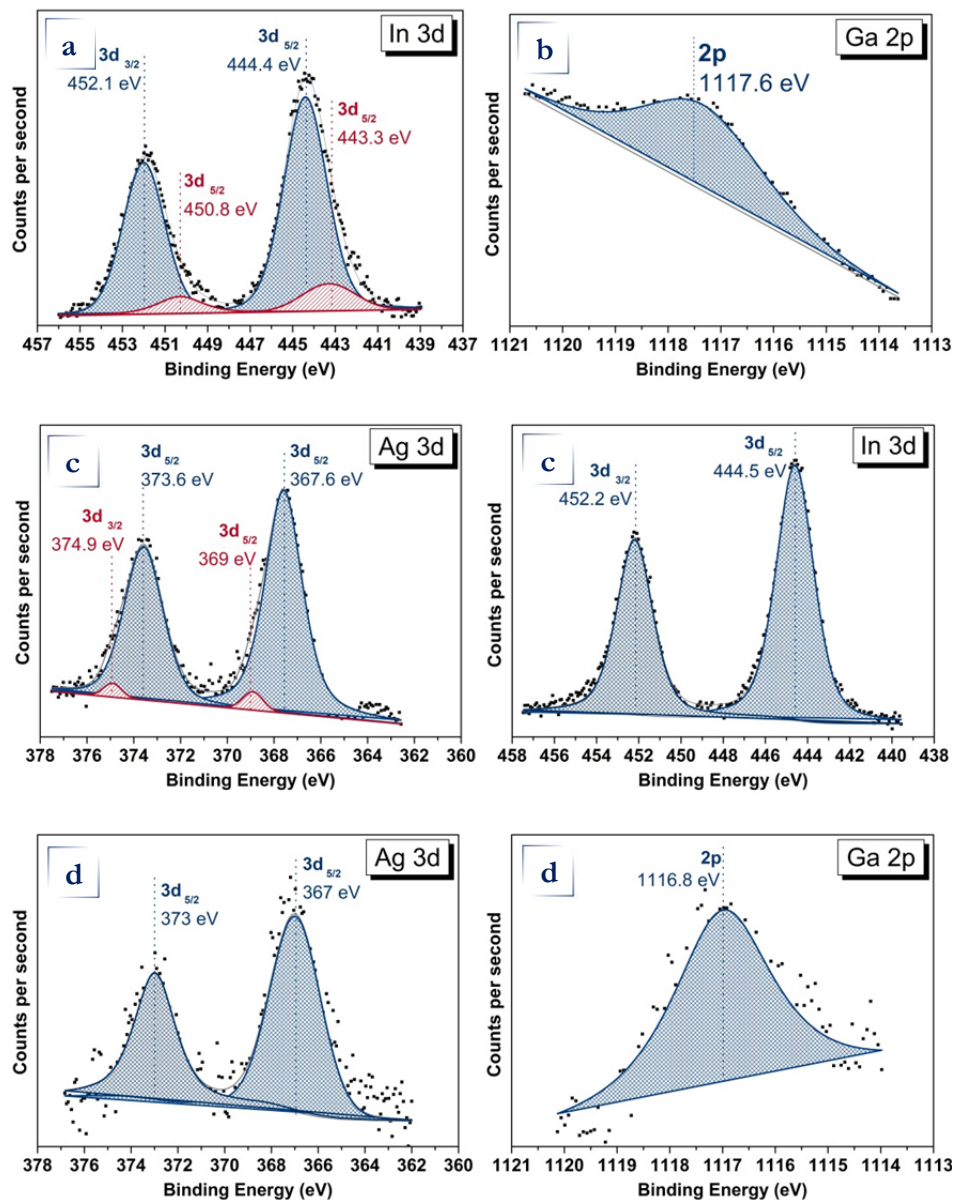 a
In 3d
3d 3/2
452.1 eV
3d 5/2
444.4 eV
3d 5/2
443.3 eV
3d 5/2
450.8 eV
Counts per second
457 455 453 451 449 447 445 443 441 439 437
Binding Energy (eV)
b
Ga 2p
2p
1117.6 eV
Counts per second
1121 1120 1119 1118 1117 1116 1115 1114 1113
Binding Energy (eV)
c
Ag 3d
3d 5/2
373.6 eV
3d 5/2
367.6 eV
3d 3/2
374.9 eV
3d 5/2
369 eV
Counts per second
378 376 374 372 370 368 366 364 362 360
Binding Energy (eV)
c
In 3d
3d 3/2
452.2 eV
3d 5/2
444.5 eV
Counts per second
458 456 454 452 450 448 446 444 442 440 438
Binding Energy (eV)
d
Ag 3d
3d 5/2
373 eV
3d 5/2
367 eV
Counts per second
378 376 374 372 370 368 366 364 362 360
Binding Energy (eV)
d
Ga 2p
2p
1116.8 eV
Counts per second
1121 1120 1119 1118 1117 1116 1115 1114 1113
Binding Energy (eV)